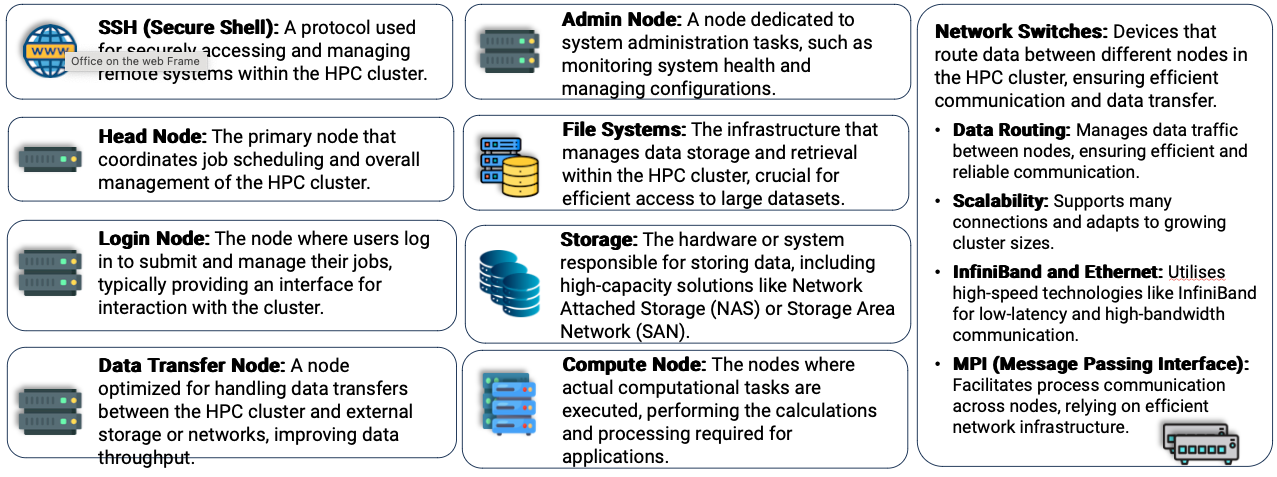 SSH (Secure Shell): A protocol used
for securely accessing and managing
remote systems within the HPC cluster.
www
Office on the web Frame
Head Node: The primary node that
coordinates job scheduling and overall
management of the HPC cluster.
Login Node: The node where users log
in to submit and manage their jobs,
typically providing an interface for
interaction with the cluster.
Data Transfer Node: A node
optimized for handling data transfers
between the HPC cluster and external
storage or networks, improving data
throughput.
Admin Node: A node dedicated to
system administration tasks, such as
monitoring system health and
managing configurations.
File Systems: The infrastructure that
manages data storage and retrieval
within the HPC cluster, crucial for
efficient access to large datasets.
Storage: The hardware or system
responsible for storing data, including
high-capacity solutions like Network
Attached Storage (NAS) or Storage Area
Network (SAN).
Compute Node: The nodes where
actual computational tasks are
executed, performing the calculations
and processing required for
applications.
Network Switches: Devices that
route data between different nodes in
the HPC cluster, ensuring efficient
communication and data transfer.
• Data Routing: Manages data traffic
between nodes, ensuring efficient and
reliable communication.
• Scalability: Supports many
connections and adapts to growing
cluster sizes.
• InfiniBand and Ethernet: Utilises
high-speed technologies like InfiniBand
for low-latency and high-bandwidth
communication.
• MPI (Message Passing Interface):
Facilitates process communication
across nodes, relying on efficient
network infrastructure.